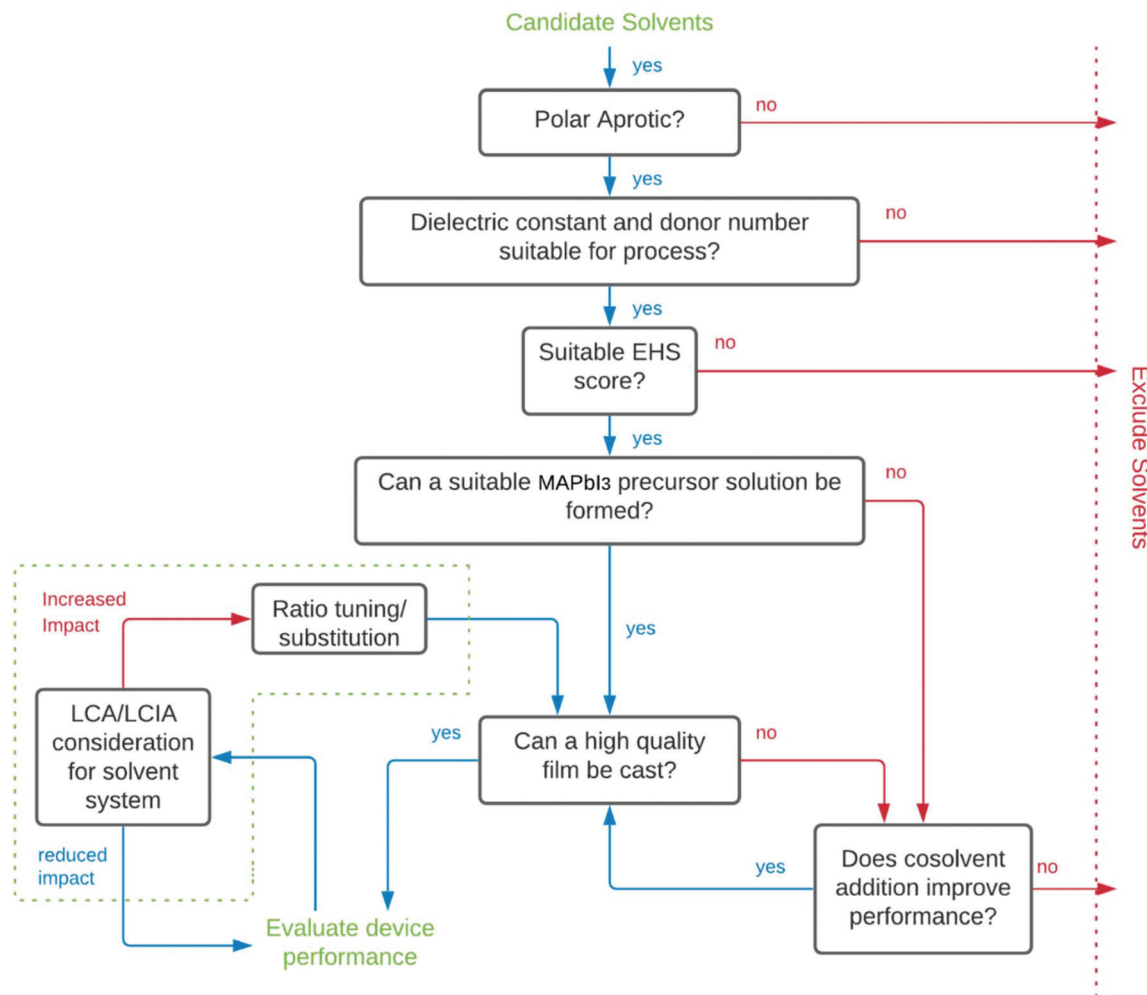 Candidate Solvents
yes
Polar Aprotic?
no
yes
Dielectric constant and donor number
suitable for process?
no
yes
Suitable EHS
score?
no
yes
Can a suitable MAPbI3 precursor solution be
formed?
no
Exclude Solvents
Increased
Impact
Ratio tuning/
substitution
yes
LCA/LCIA
consideration
for solvent
system
yes
Can a high quality
film be cast?
no
reduced
impact
yes
Does cosolvent
addition improve
performance?
no
Evaluate device
performance